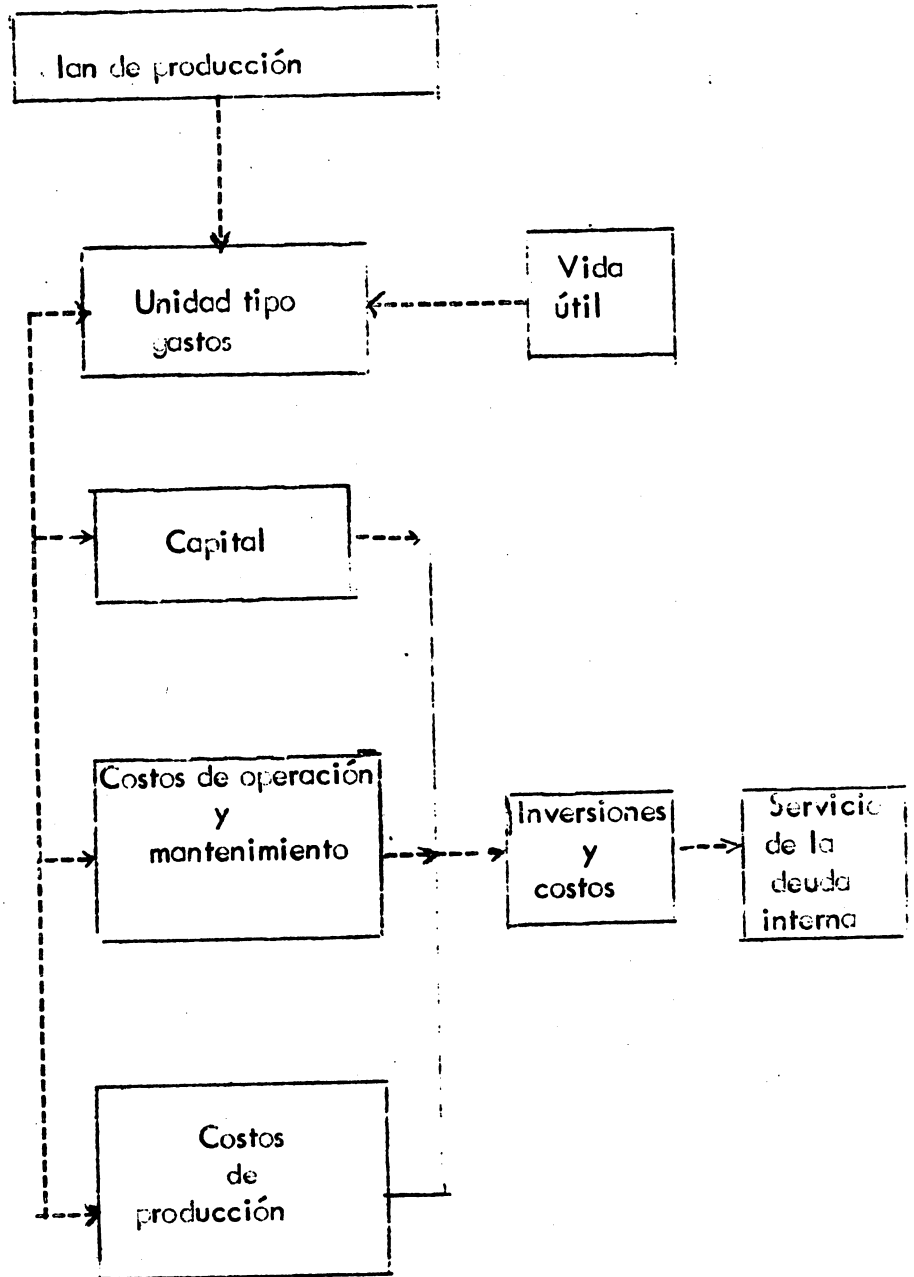 lan de producción
Unidad tipo
gastos
Vida
útil
Capital
Costos de operación
y
mantenimiento
Inversiones
y
costos
Servicio
de la
deuda
interna
Costos
de
producción